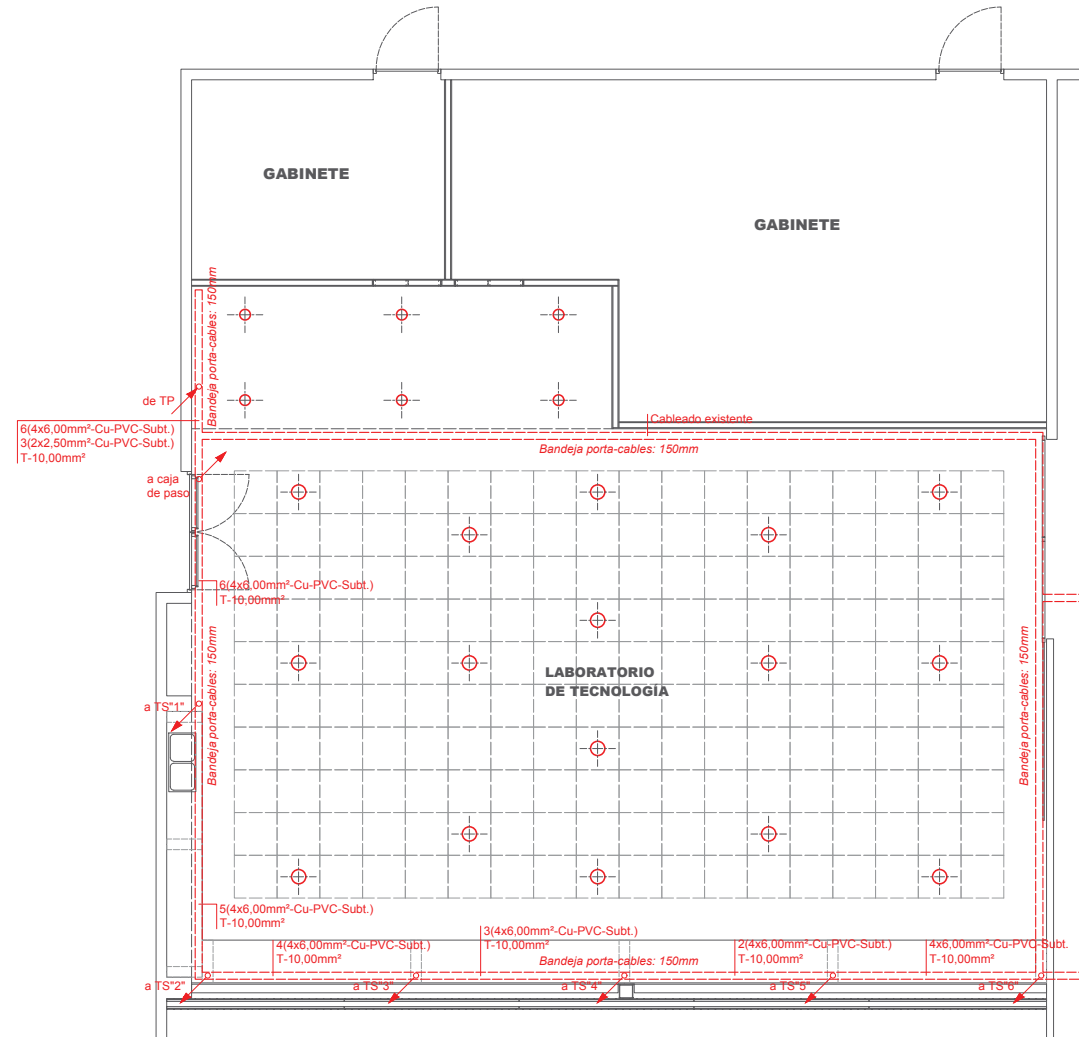 GABINETE
GABINETE
Bandeja porta-cables: 150mm
de TP
6(4x6,00mm²-Cu-PVC-Subt.)
3(2x2,50mm²-Cu-PVC-Subt.)
T-10,00mm²
Cableado existente
Bandeja porta-cables: 150mm
a caja
de paso
6(4x6,00mm²-Cu-PVC-Subt.)
T-10,00mm²
Bandeja porta-cables: 150mm
LABORATORIO
DE TECNOLOGÍA
Bandeja porta-cables: 150mm
a TS"1"
5(4x6,00mm²-Cu-PVC-Subt.)
T-10,00mm²
4(4x6,00mm²-Cu-PVC-Subt.)
T-10,00mm²
3(4x6,00mm²-Cu-PVC-Subt.)
T-10,00mm²
Bandeja porta-cables: 150mm
2(4x6,00mm²-Cu-PVC-Subt.)
T-10,00mm²
4x6,00mm²-Cu-PVC-Subt.
T-10,00mm²
a TS"2"
a TS"3"
a TS"4"
a TS"5"
a TS"6"